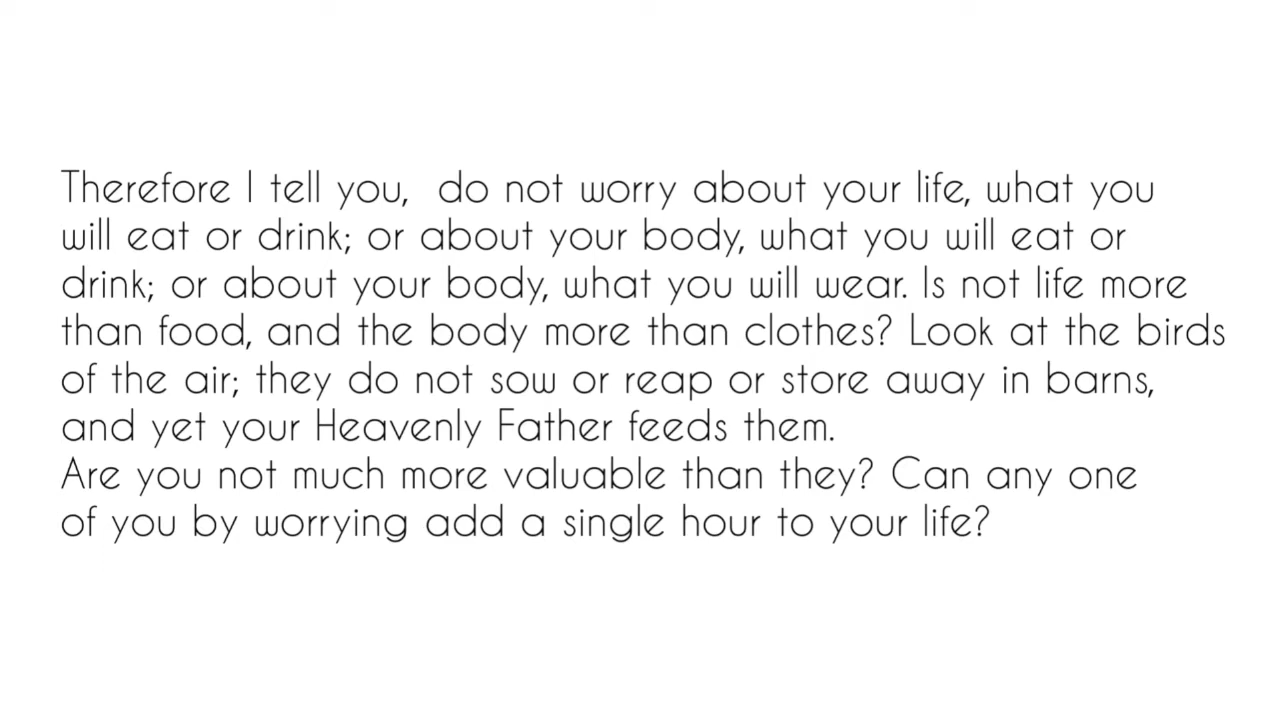 Therefore I tell you,  do not worry about your life, what you
will eat or drink; or about your body, what you will eat or
drink; or about your body, what you will wear. Is not life more
than food, and the body more than clothes? Look at the birds
of the air; they do not sow or reap or store away in barns,
and yet your Heavenly Father feeds them.
Are you not much more valuable than they? Can any one
of you by worrying add a single hour to your life?